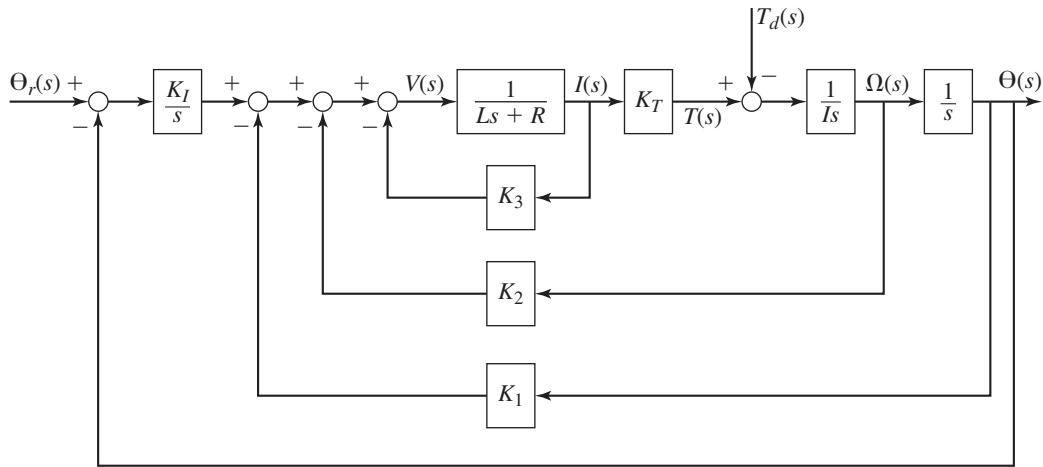 T_d(s)
Θ_r(s) + − K_I/s + − + − + − V(s) 1/(Ls + R) I(s) K_T + − T(s) 1/(Is) Ω(s) 1/s Θ(s)
K_3
K_2
K_1